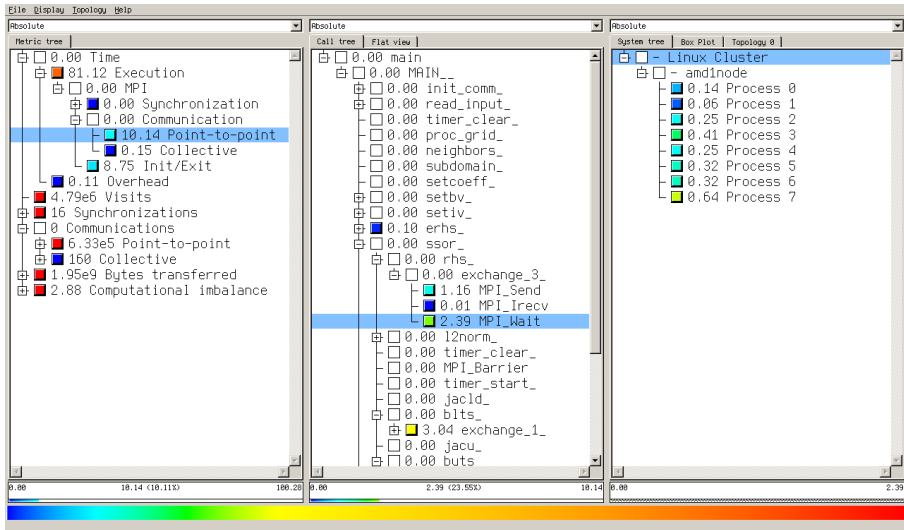 File Display Topology Help
Absolute
Absolute
Absolute
Metric tree
Call tree
Flat view
System tree
Box Plot
Topology 0
0.00 Time
81.12 Execution
0.00 MPI
0.00 Synchronization
0.00 Communication
10.14 Point-to-point
0.15 Collective
8.75 Init/Exit
0.11 Overhead
4.79e6 Visits
16 Synchronizations
0 Communications
6.33e5 Point-to-point
160 Collective
1.95e9 Bytes transferred
2.88 Computational imbalance
0.00 main
0.00 MAIN__
0.00 init_comm_
0.00 read_input_
0.00 timer_clear_
0.00 proc_grid_
0.00 neighbors_
0.00 subdomain_
0.00 setcoeff_
0.00 setbv_
0.00 setiv_
0.10 erhs_
0.00 ssor_
0.00 rhs_
0.00 exchange_3_
1.16 MPI_Send
0.01 MPI_Irecv
2.39 MPI_Wait
0.00 l2norm_
0.00 timer_clear_
0.00 MPI_Barrier
0.00 timer_start_
0.00 jacld_
0.00 blts_
3.04 exchange_1_
0.00 jacu_
0.00 buts
- Linux Cluster
- amd1node
0.14 Process 0
0.06 Process 1
0.25 Process 2
0.41 Process 3
0.25 Process 4
0.32 Process 5
0.32 Process 6
0.64 Process 7
0.00 10.14 (10.11%) 100.28
0.00 2.39 (23.55%) 10.14
0.00 2.39